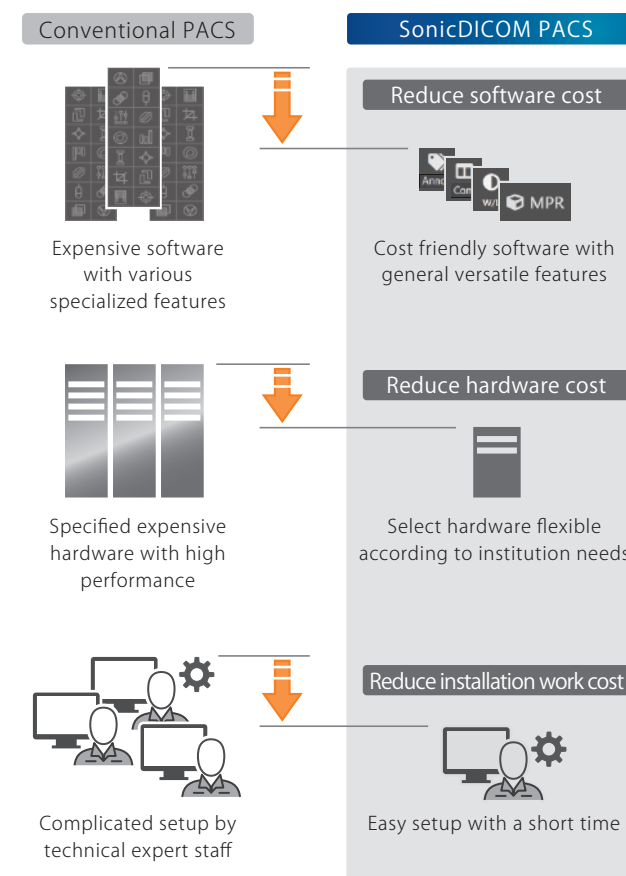 Conventional PACS
SonicDICOM PACS
Reduce software cost
MPR
Expensive software
with various
specialized features
Cost friendly software with
general versatile features
Reduce hardware cost
Specified expensive
hardware with high
performance
Select hardware flexible
according to institution needs
Reduce installation work cost
Complicated setup by
technical expert staff
Easy setup with a short time